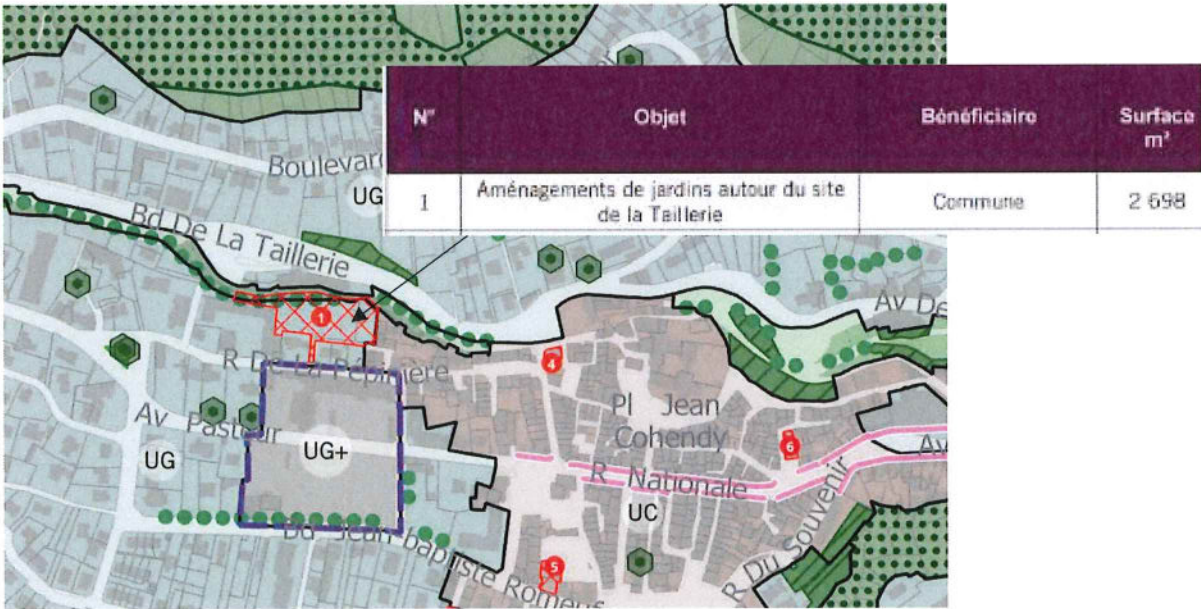 N° Objet Bénéficiaire Surface m²
1 Aménagements de jardins autour du site de la Taillerie Commune 2 698
Boulevar
UG
Bd De La Taillerie
Av De
1
R De La Pépinière
4
Pl Jean
Cohendy
Av Pasteur
6
Av
UG
UG+
R Nationale
UC
R Du Souvenir
Bd Jean baptiste Romeuf
5